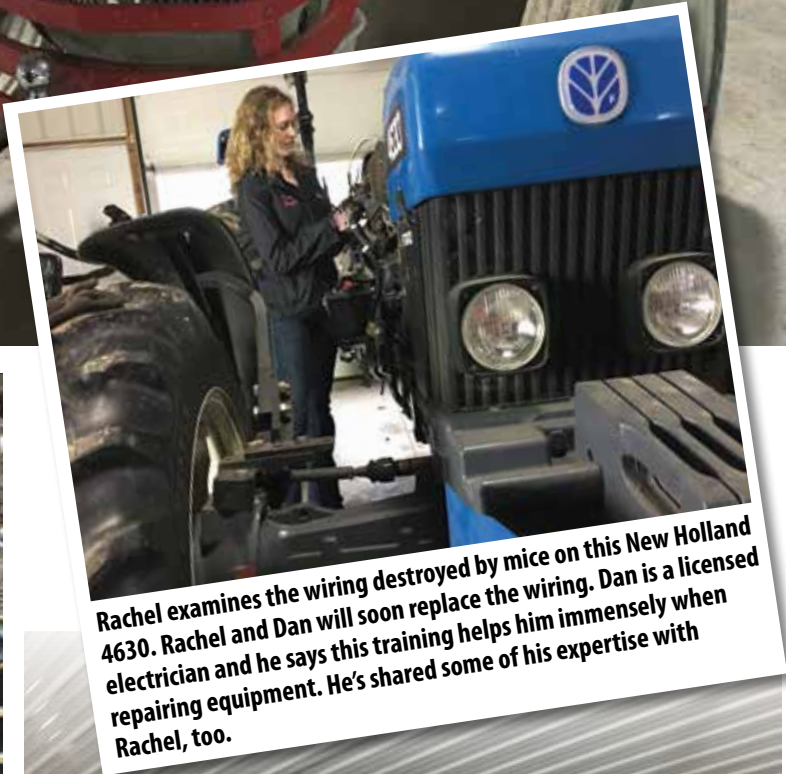 Rachel examines the wiring destroyed by mice on this New Holland
4630. Rachel and Dan will soon replace the wiring. Dan is a licensed
electrician and he says this training helps him immensely when
repairing equipment. He’s shared some of his expertise with
Rachel, too.